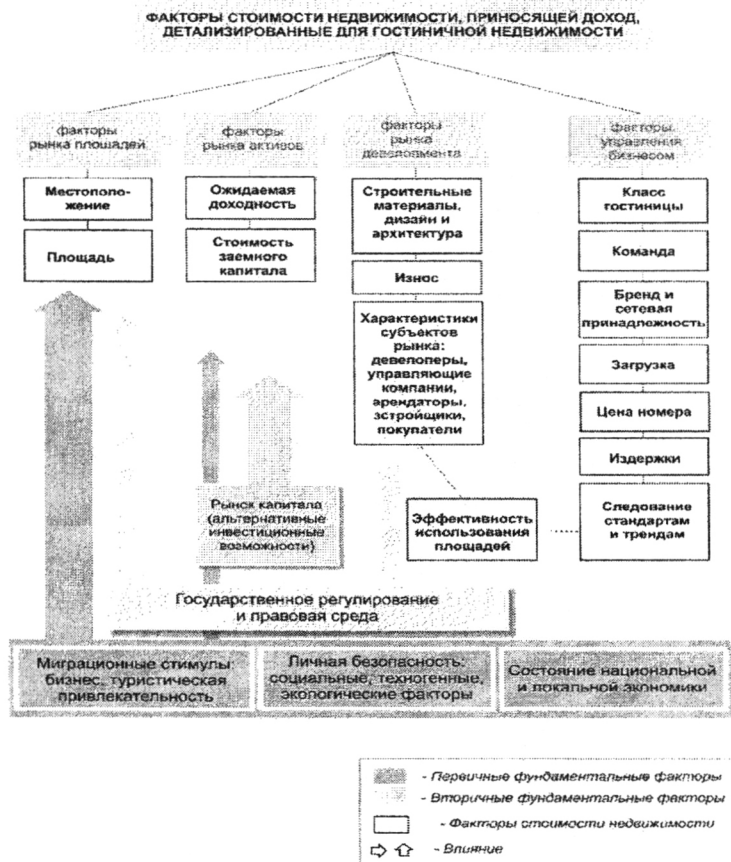 ФАКТОРЫ СТОИМОСТИ НЕДВИЖИМОСТИ, ПРИНОСЯЩЕЙ ДОХОД,
ДЕТАЛИЗИРОВАННЫЕ ДЛЯ ГОСТИНИЧНОЙ НЕДВИЖИМОСТИ
факторы
рынка площадей
Местополо-
жение
Площадь
факторы
рынка активов
Ожидаемая
доходность
Стоимость
заемного
капитала
факторы
рынка
девелопмента
Строительные
материалы,
дизайн и
архитектура
Износ
Характеристики
субъектов
рынка:
девелоперы,
управляющие
компании,
арендаторы,
зстройщики,
покупатели
факторы
управления
бизнесом
Класс
гостиницы
Команда
Бренд и
сетевая
принадлежность
Загрузка
Цена номера
Издержки
Следование
стандартам
и трендам
Эффективность
использования
площадей
Рынок капитала
(альтернативные
инвестиционные
возможности)
Государственное регулирование
и правовая среда
Миграционные стимулы:
бизнес, туристическая
привлекательность
Личная безопасность:
социальные, техногенные,
экологические факторы
Состояние национальной
и локальной экономики
- Первичные фундаментальные факторы
- Вторичные фундаментальные факторы
- Факторы стоимости недвижимости
- Влияние